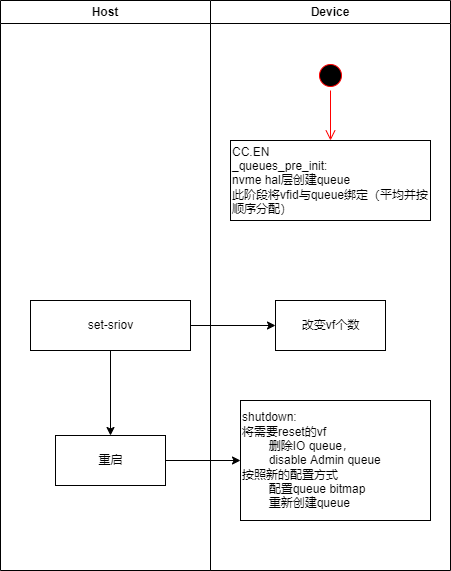 Host
Device
CC.EN
_queues_pre_init:
nvme hal层创建queue
此阶段将vfid与queue绑定（平均并按
顺序分配）
set-sriov
改变vf个数
重启
shutdown:
将需要reset的vf
删除IO queue，
disable Admin queue
按照新的配置方式
配置queue bitmap
重新创建queue